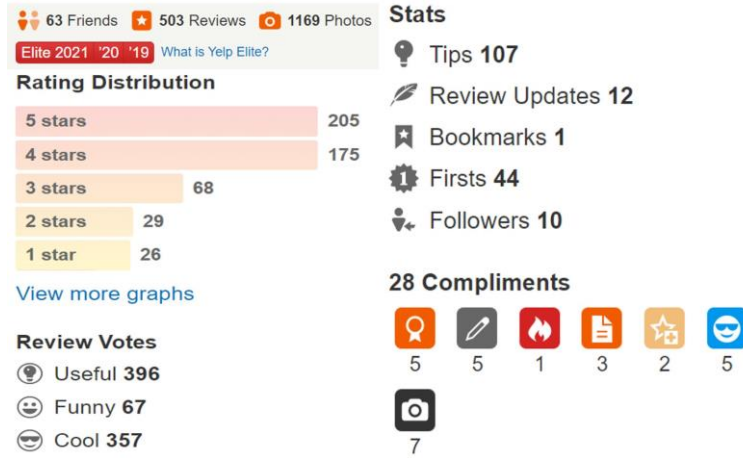 63 Friends 503 Reviews 1169 Photos
Elite 2021 '20 '19 What is Yelp Elite?
Rating Distribution
5 stars 205
4 stars 175
3 stars 68
2 stars 29
1 star 26
View more graphs
Review Votes
Useful 396
Funny 67
Cool 357
Stats
Tips 107
Review Updates 12
Bookmarks 1
1 Firsts 44
Followers 10
28 Compliments
5 5 1 3 2 5
7